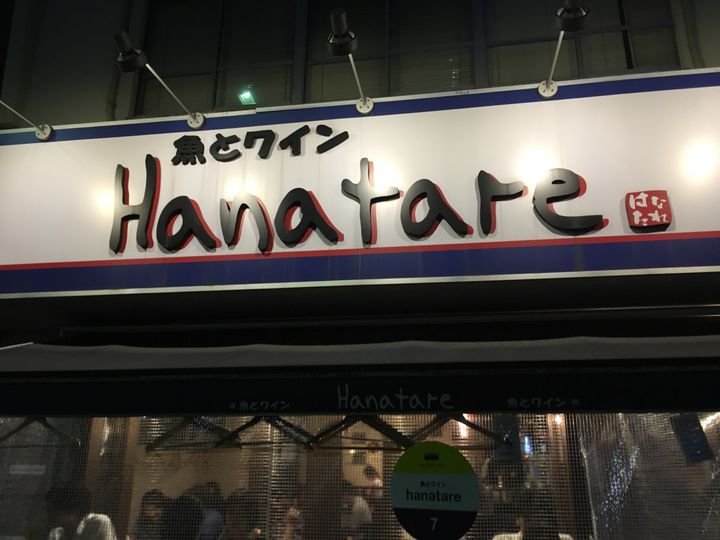 魚とワイン
Hanatare
はな
たれ
魚とワイン Hanatare 魚とワイン
魚とワイン
hanatare
7